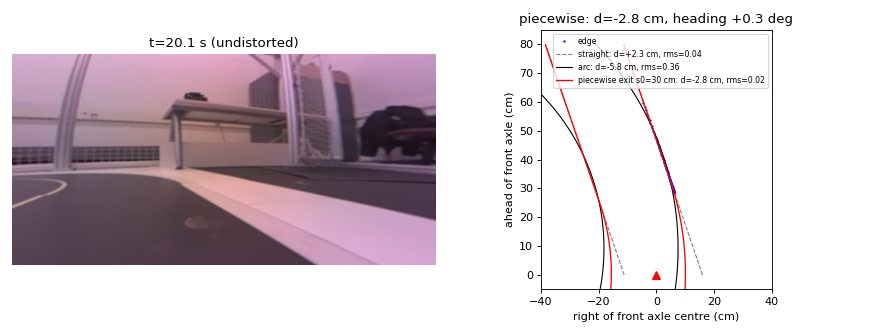 t=20.1 s (undistorted)
piecewise: d=-2.8 cm, heading +0.3 deg
edge
straight: d=+2.3 cm, rms=0.04
arc: d=-5.8 cm, rms=0.36
piecewise exit s0=30 cm: d=-2.8 cm, rms=0.02
80
70
60
50
40
30
20
10
0
ahead of front axle (cm)
−40
−20
0
20
40
right of front axle centre (cm)